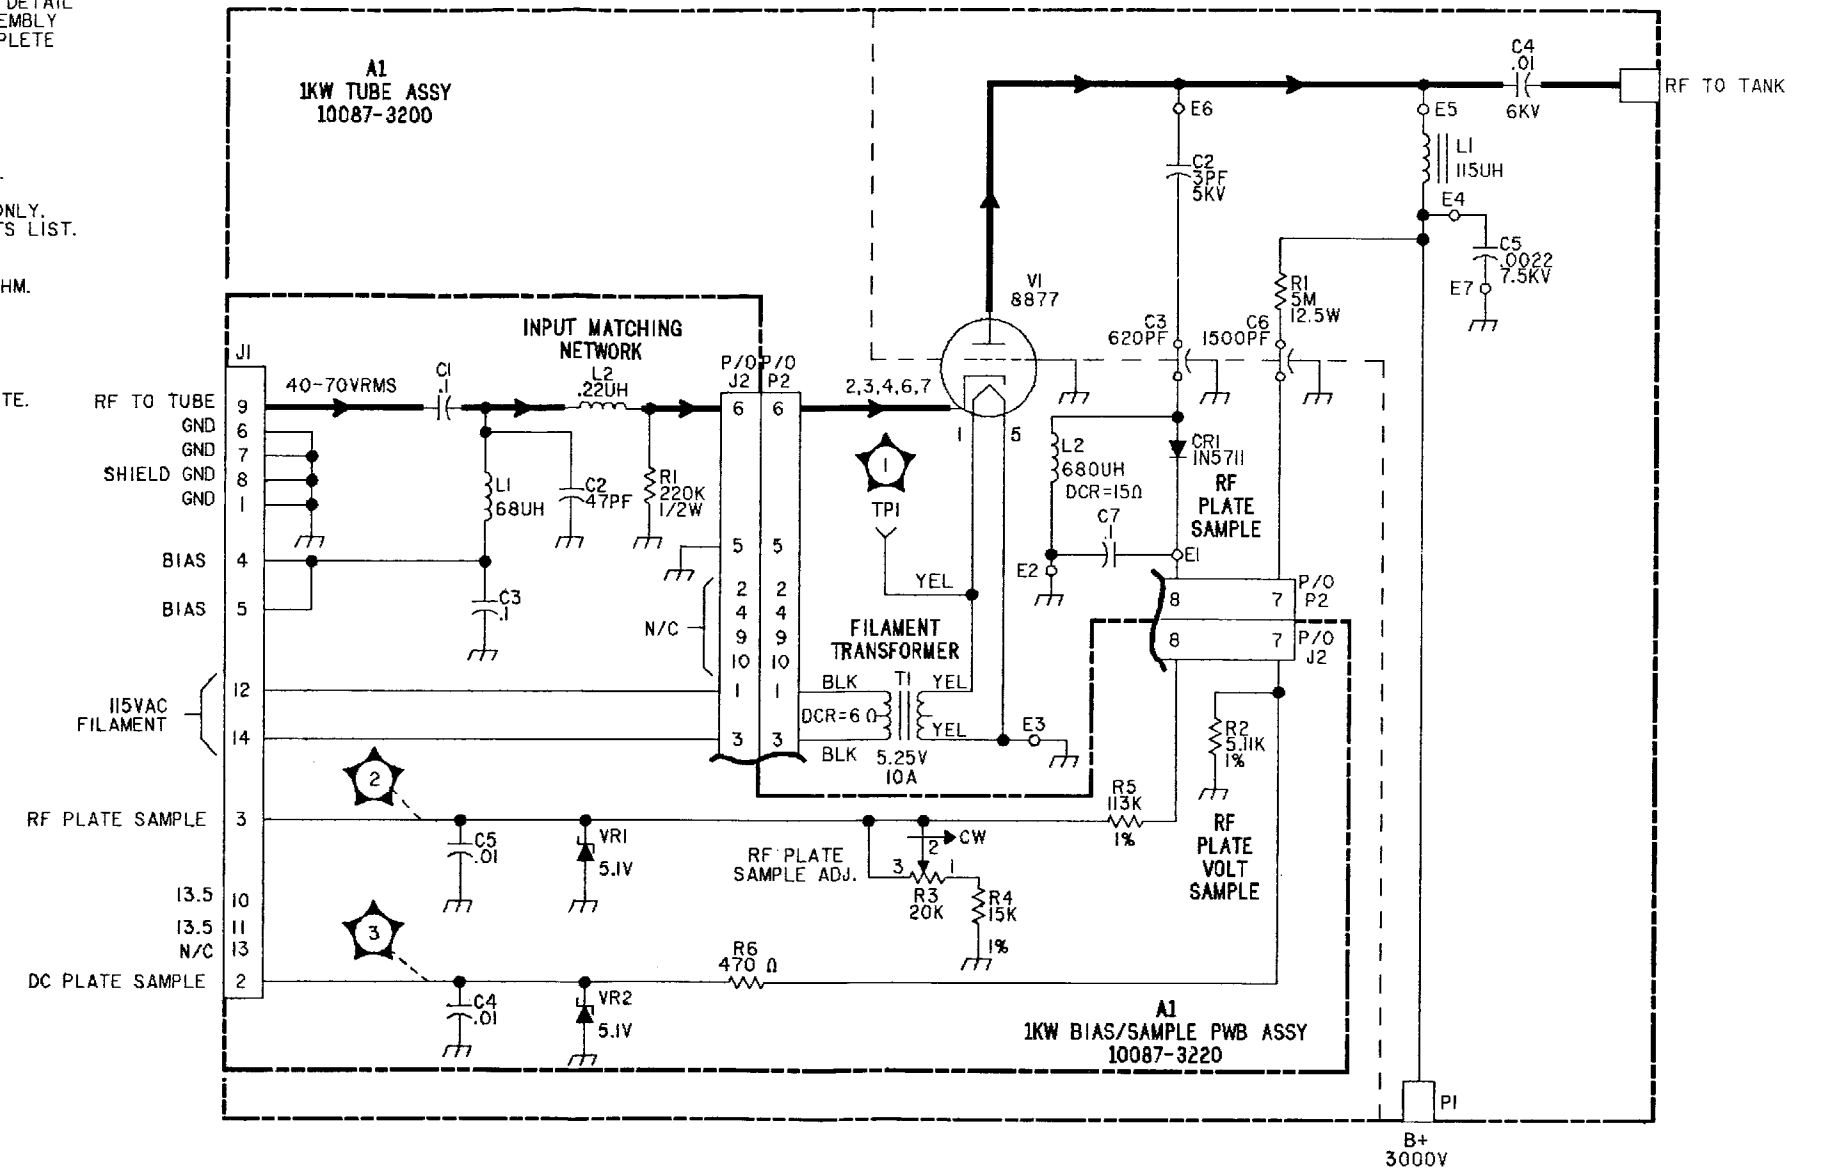 DETAIL
EMBLY
PLETE
ONLY.
TS LIST.
HM.
TE.
A1
1KW TUBE ASSY
10087-3200
C4
.01
6KV
RF TO TANK
E6
E5
C2
3PF
5KV
L1
115UH
E4
C5
.0022
7.5KV
E7
V1
8877
R1
5M
12.5W
C3
620PF
C6
1500PF
INPUT MATCHING
NETWORK
J1
40-70VRMS
C1
.1
L2
.22UH
P/O
J2
P/O
P2
2,3,4,6,7
RF TO TUBE 9
GND 6
GND 7
SHIELD GND 8
GND 1
6 6
1 5
L1
68UH
C2
47PF
R1
220K
1/2W
1
TP1
L2
680UH
DCR=15Ω
CR1
1N5711
RF
PLATE
SAMPLE
C7
.1
E1
E2
BIAS 4
BIAS 5
C3
.1
5 5
2 2
4 4
9 9
10 10
N/C
YEL
8 7
P/O
P2
8 7
P/O
J2
FILAMENT
TRANSFORMER
115VAC
FILAMENT
12
14
1 1
3 3
BLK
T1
YEL
DCR=6Ω
BLK
YEL
5.25V
10A
E3
R2
5.11K
1%
2
RF PLATE SAMPLE 3
C5
.01
VR1
5.1V
RF PLATE
SAMPLE ADJ.
CW
2
3 1
R3
20K
R4
15K
1%
R5
113K
1%
RF
PLATE
VOLT
SAMPLE
13.5 10
13.5 11
N/C 13
3
DC PLATE SAMPLE 2
C4
.01
VR2
5.1V
R6
470 Ω
A1
1KW BIAS/SAMPLE PWB ASSY
10087-3220
P1
B+
3000V